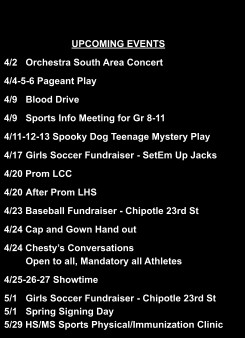 UPCOMING EVENTS
4/2 Orchestra South Area Concert
4/4-5-6 Pageant Play
4/9 Blood Drive
4/9 Sports Info Meeting for Gr 8-11
4/11-12-13 Spooky Dog Teenage Mystery Play
4/17 Girls Soccer Fundraiser - SetEm Up Jacks
4/20 Prom LCC
4/20 After Prom LHS
4/23 Baseball Fundraiser - Chipotle 23rd St
4/24 Cap and Gown Hand out
4/24 Chesty's Conversations
Open to all, Mandatory all Athletes
4/25-26-27 Showtime
5/1 Girls Soccer Fundraiser - Chipotle 23rd St
5/1 Spring Signing Day
5/29 HS/MS Sports Physical/Immunization Clinic